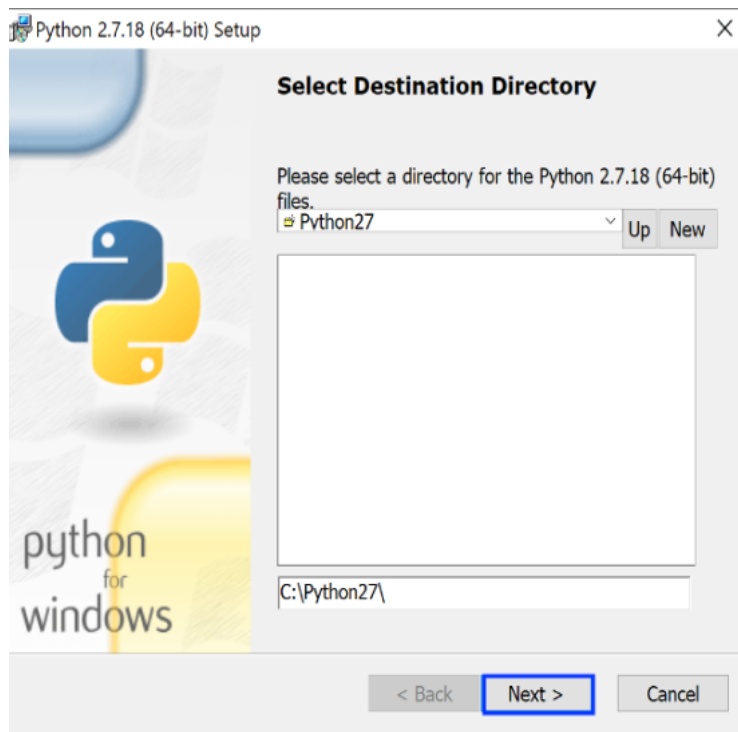 Python 2.7.18 (64-bit) Setup
Select Destination Directory
Please select a directory for the Python 2.7.18 (64-bit)
files.
Python27
Up New
python
for
windows
C:\Python27\
< Back Next > Cancel